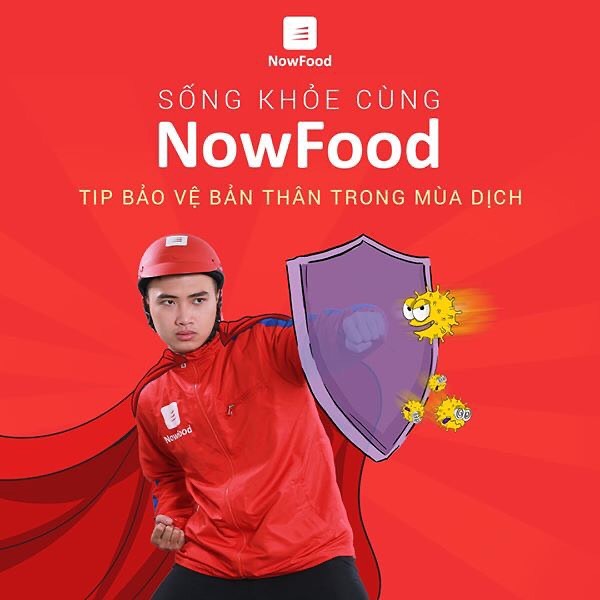 NowFood
SỐNG KHỎE CÙNG
NowFood
TIP BẢO VỆ BẢN THÂN TRONG MÙA DỊCH
NowFood